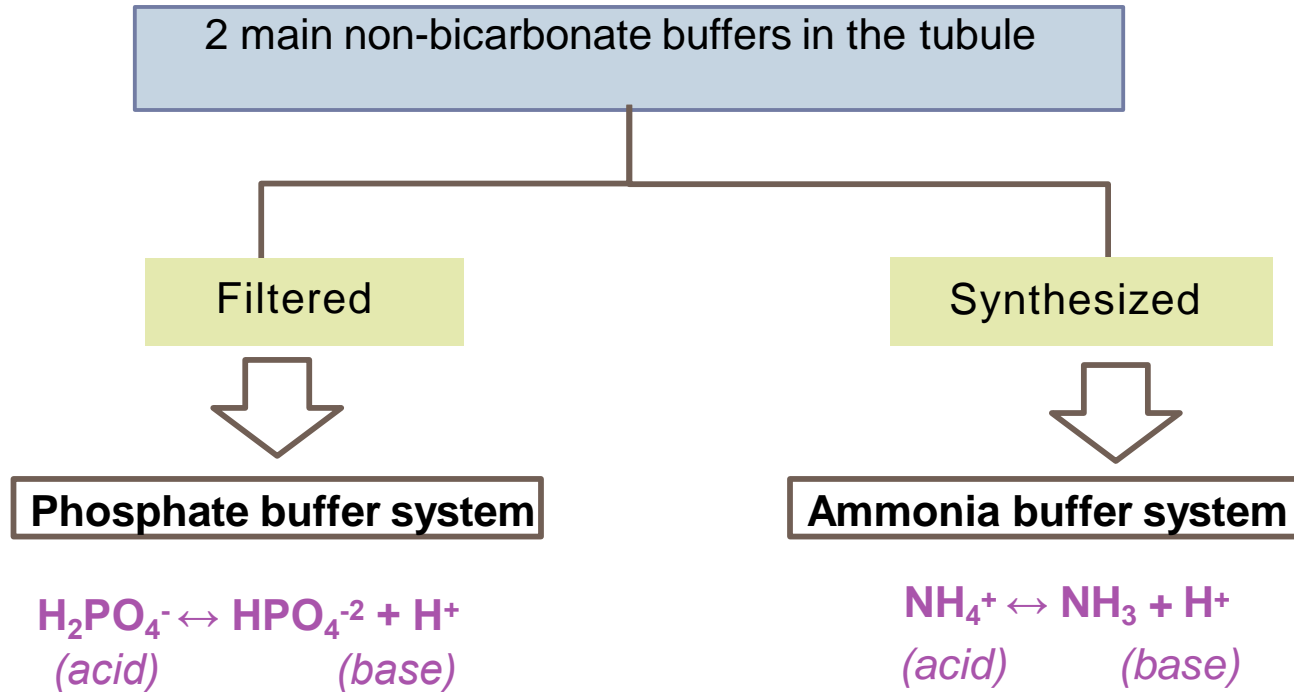 2 main non-bicarbonate buffers in the tubule
Filtered
Synthesized
Phosphate buffer system
Ammonia buffer system
H₂PO₄⁻ ↔ HPO₄⁻² + H⁺
(acid) (base)
NH₄⁺ ↔ NH₃ + H⁺
(acid) (base)